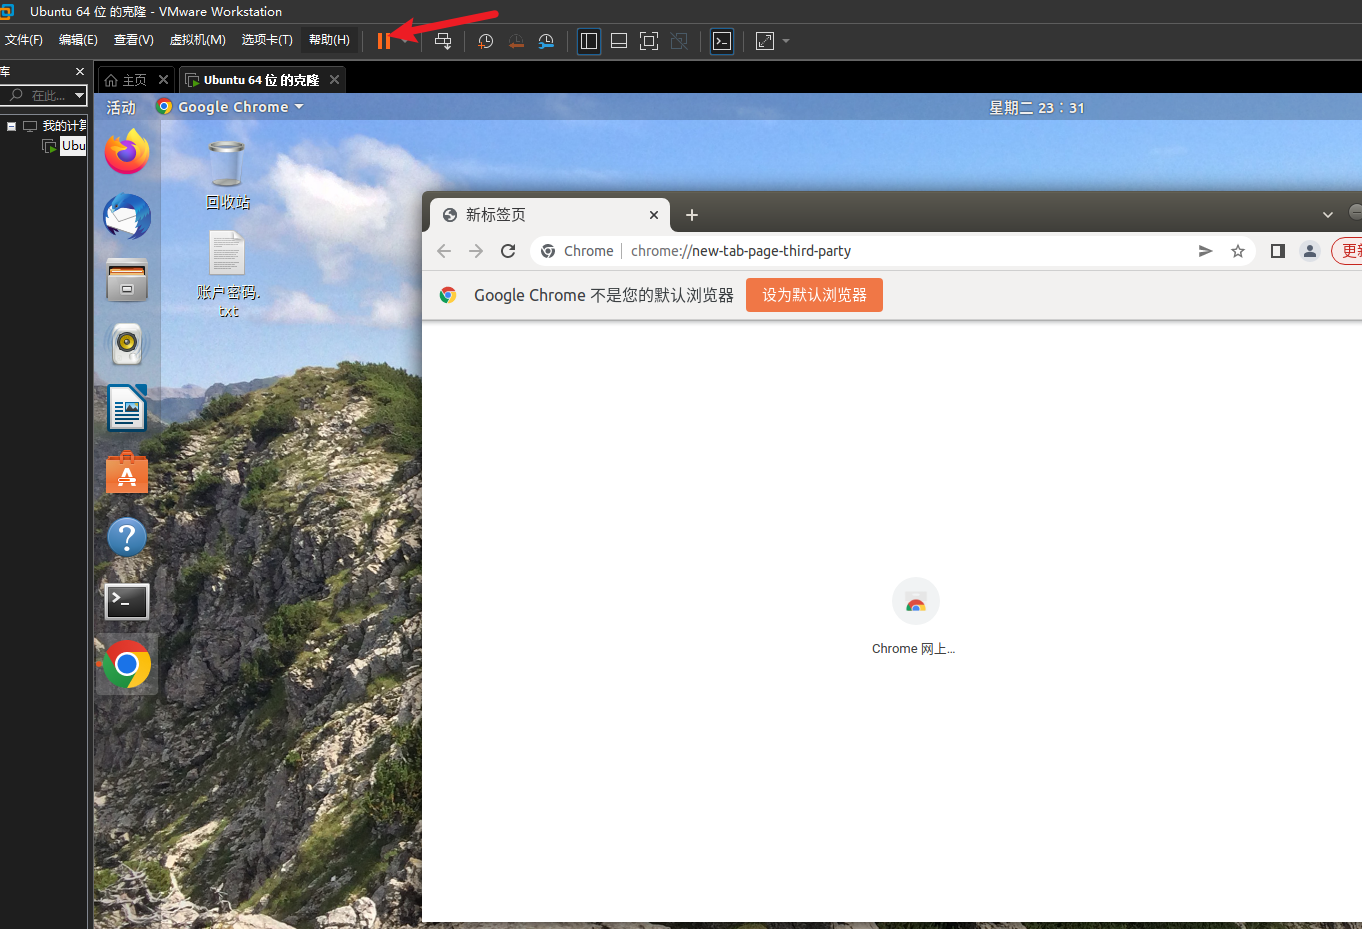 Ubuntu 64 位 的克隆 - VMware Workstation
文件(F) 编辑(E) 查看(V) 虚拟机(M) 选项卡(T) 帮助(H)
库
主页
Ubuntu 64 位 的克隆
在此...
我的计算
Ubu
活动
Google Chrome
星期二 23：31
回收站
账户密码.
txt
新标签页
Chrome
chrome://new-tab-page-third-party
更新
Google Chrome 不是您的默认浏览器
设为默认浏览器
Chrome 网上...